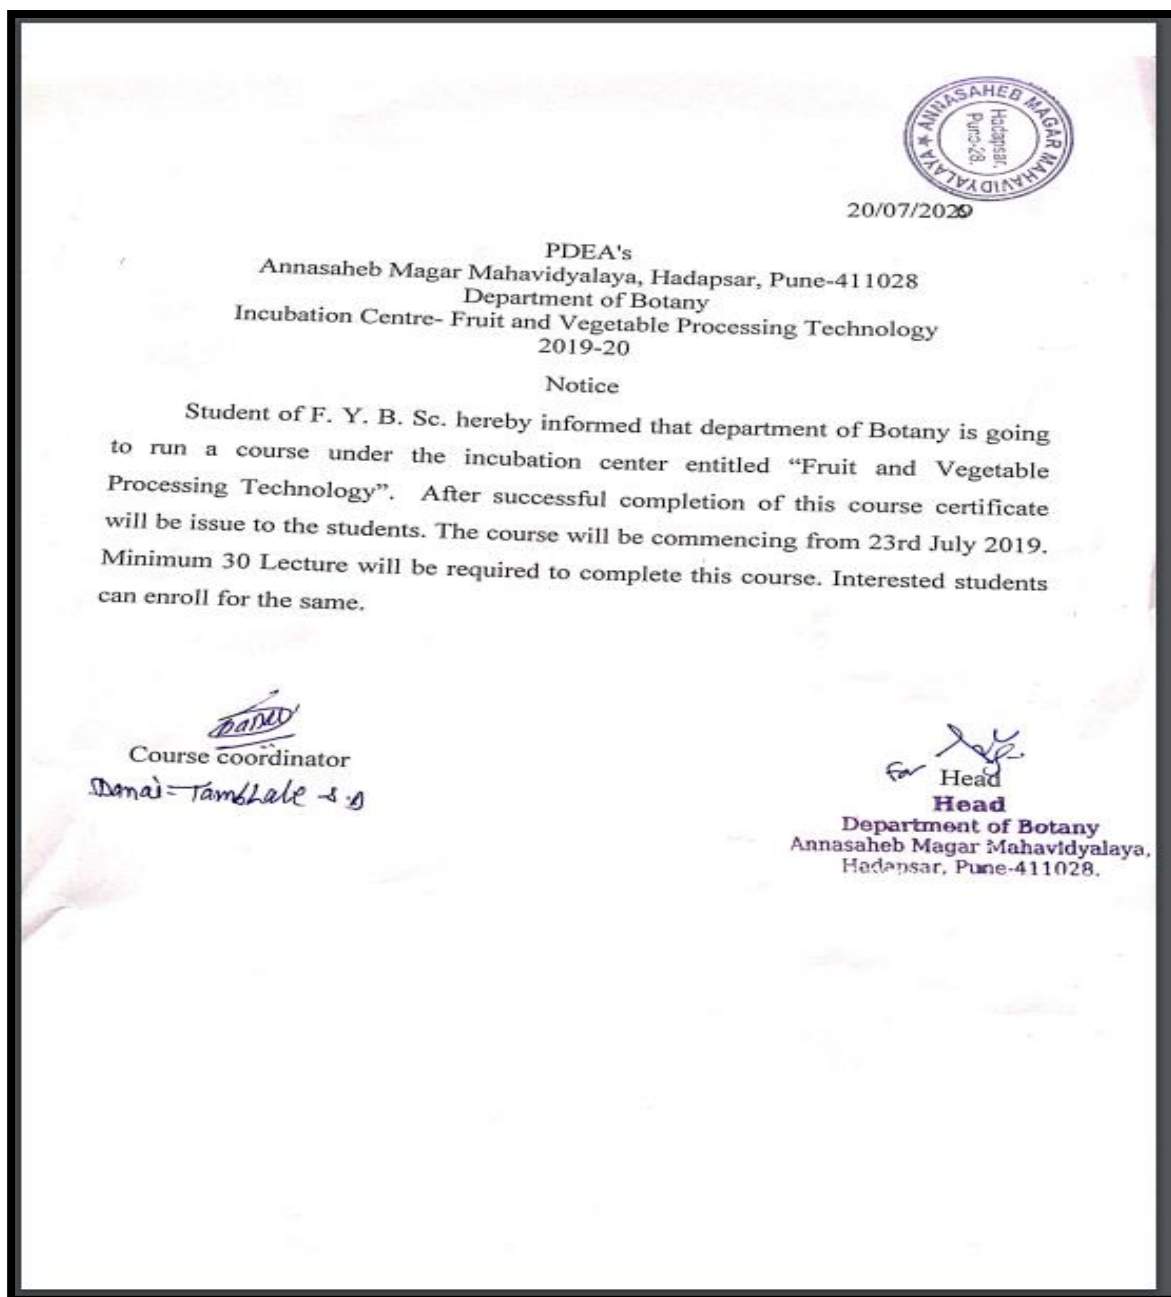 ★ ANNASAHEB MAGAR MAHAVIDYALAYA
Hadapsar,
Pune-28.
20/07/2020
PDEA's
Annasaheb Magar Mahavidyalaya, Hadapsar, Pune-411028
Department of Botany
Incubation Centre- Fruit and Vegetable Processing Technology
2019-20
Notice
Student of F. Y. B. Sc. hereby informed that department of Botany is going
to run a course under the incubation center entitled “Fruit and Vegetable
Processing Technology”. After successful completion of this course certificate
will be issue to the students. The course will be commencing from 23rd July 2019.
Minimum 30 Lecture will be required to complete this course. Interested students
can enroll for the same.
Course coordinator
Tambhale S.D
For Head
Head
Department of Botany
Annasaheb Magar Mahavidyalaya,
Hadapsar, Pune-411028.